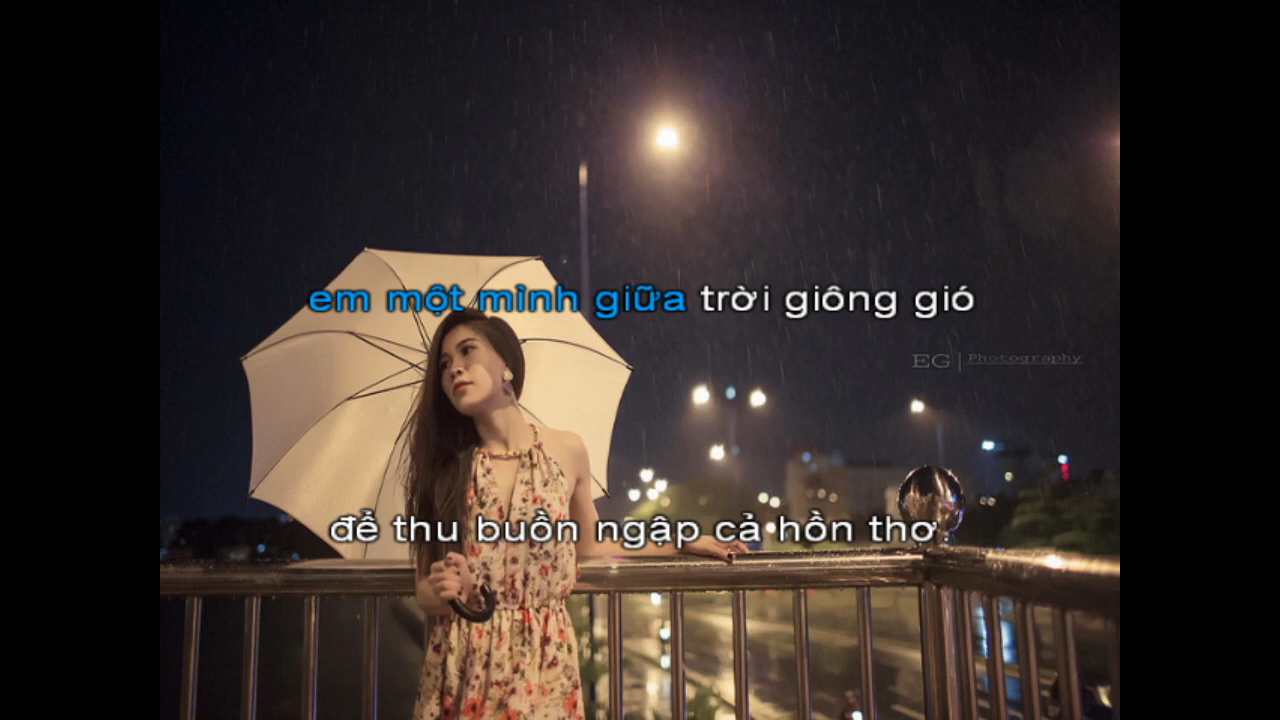 em một mình giữa trời giông gió
EG | Photography
để thu buồn ngập cả hồn thơ